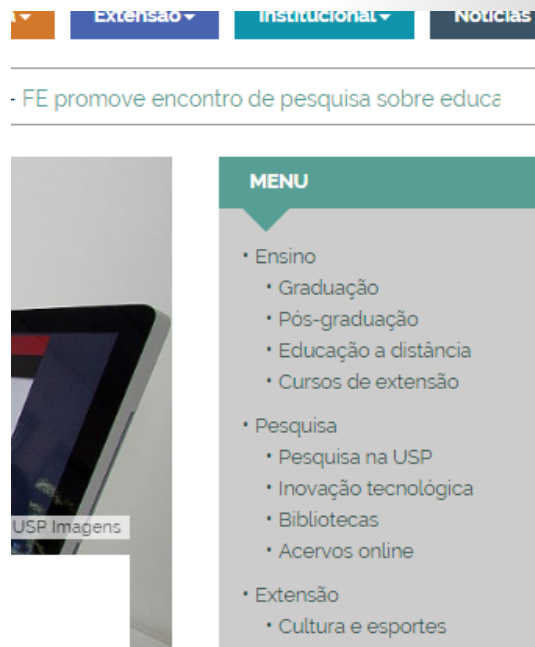 Extensão
Institucional
Notícias
- FE promove encontro de pesquisa sobre educa
MENU
• Ensino
• Graduação
• Pós-graduação
• Educação a distância
• Cursos de extensão
• Pesquisa
• Pesquisa na USP
• Inovação tecnológica
• Bibliotecas
• Acervos online
USP Imagens
• Extensão
• Cultura e esportes